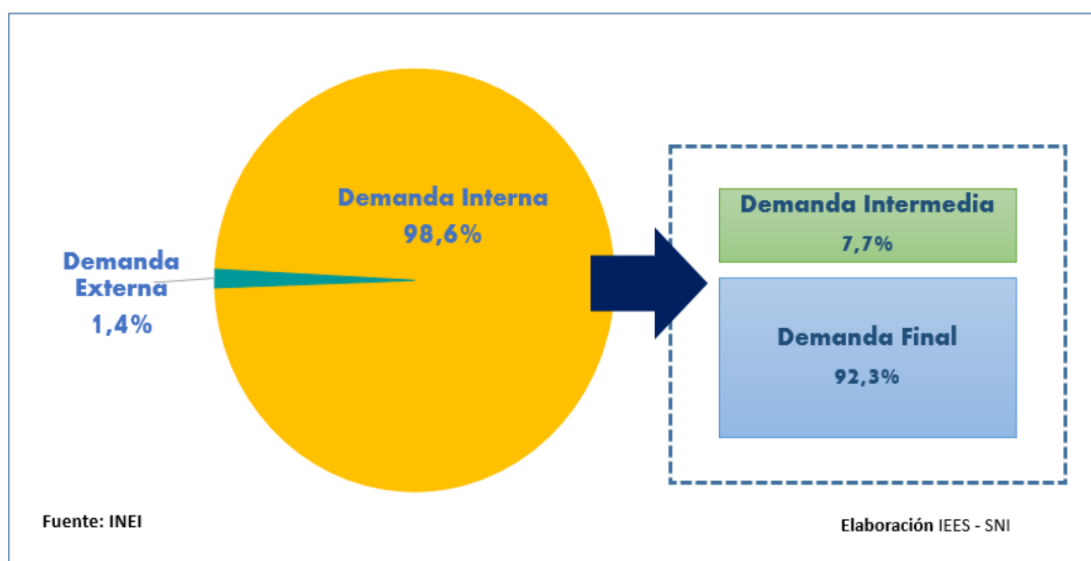 Demanda Interna
98,6%
Demanda
Externa
1,4%
Demanda Intermedia
7,7%
Demanda Final
92,3%
Fuente: INEI
Elaboración IEES - SNI